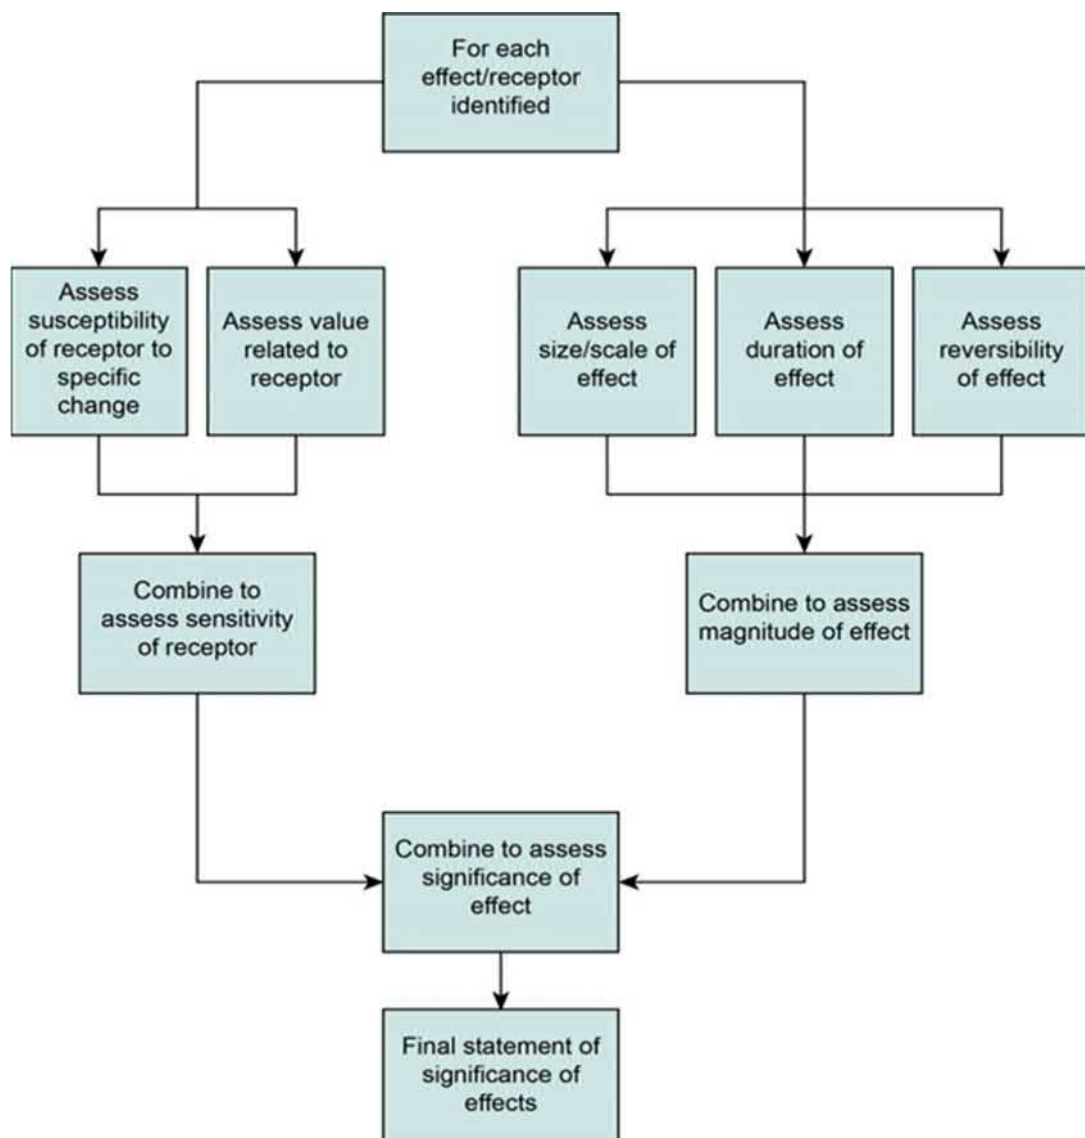 For each
effect/receptor
identified
Assess
susceptibility
of receptor to
specific
change
Assess value
related to
receptor
Assess
size/scale of
effect
Assess
duration of
effect
Assess
reversibility
of effect
Combine to
assess sensitivity
of receptor
Combine to assess
magnitude of effect
Combine to assess
significance of
effect
Final statement of
significance of
effects